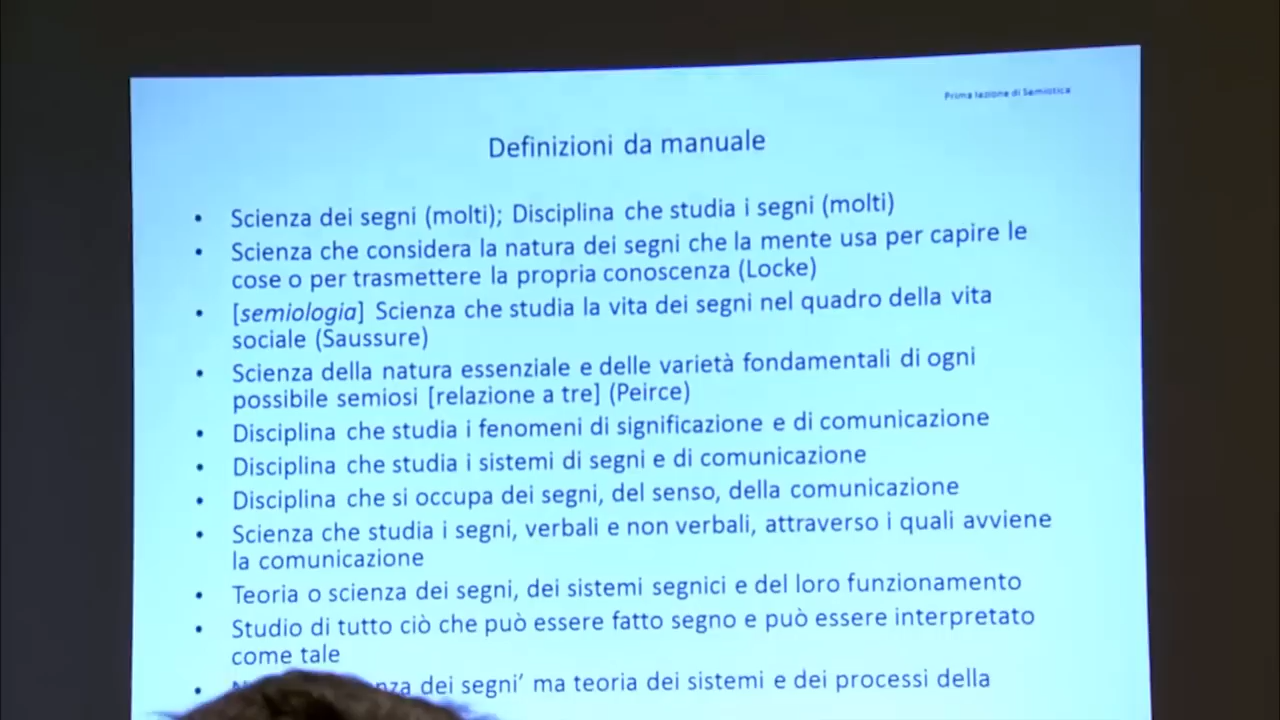 Prima lezione di Semiotica
Definizioni da manuale
• Scienza dei segni (molti); Disciplina che studia i segni (molti)
• Scienza che considera la natura dei segni che la mente usa per capire le
cose o per trasmettere la propria conoscenza (Locke)
• [semiologia] Scienza che studia la vita dei segni nel quadro della vita
sociale (Saussure)
• Scienza della natura essenziale e delle varietà fondamentali di ogni
possibile semiosi [relazione a tre] (Peirce)
• Disciplina che studia i fenomeni di significazione e di comunicazione
• Disciplina che studia i sistemi di segni e di comunicazione
• Disciplina che si occupa dei segni, del senso, della comunicazione
• Scienza che studia i segni, verbali e non verbali, attraverso i quali avviene
la comunicazione
• Teoria o scienza dei segni, dei sistemi segnici e del loro funzionamento
• Studio di tutto ciò che può essere fatto segno e può essere interpretato
come tale
• dei segni’ ma teoria dei sistemi e dei processi della